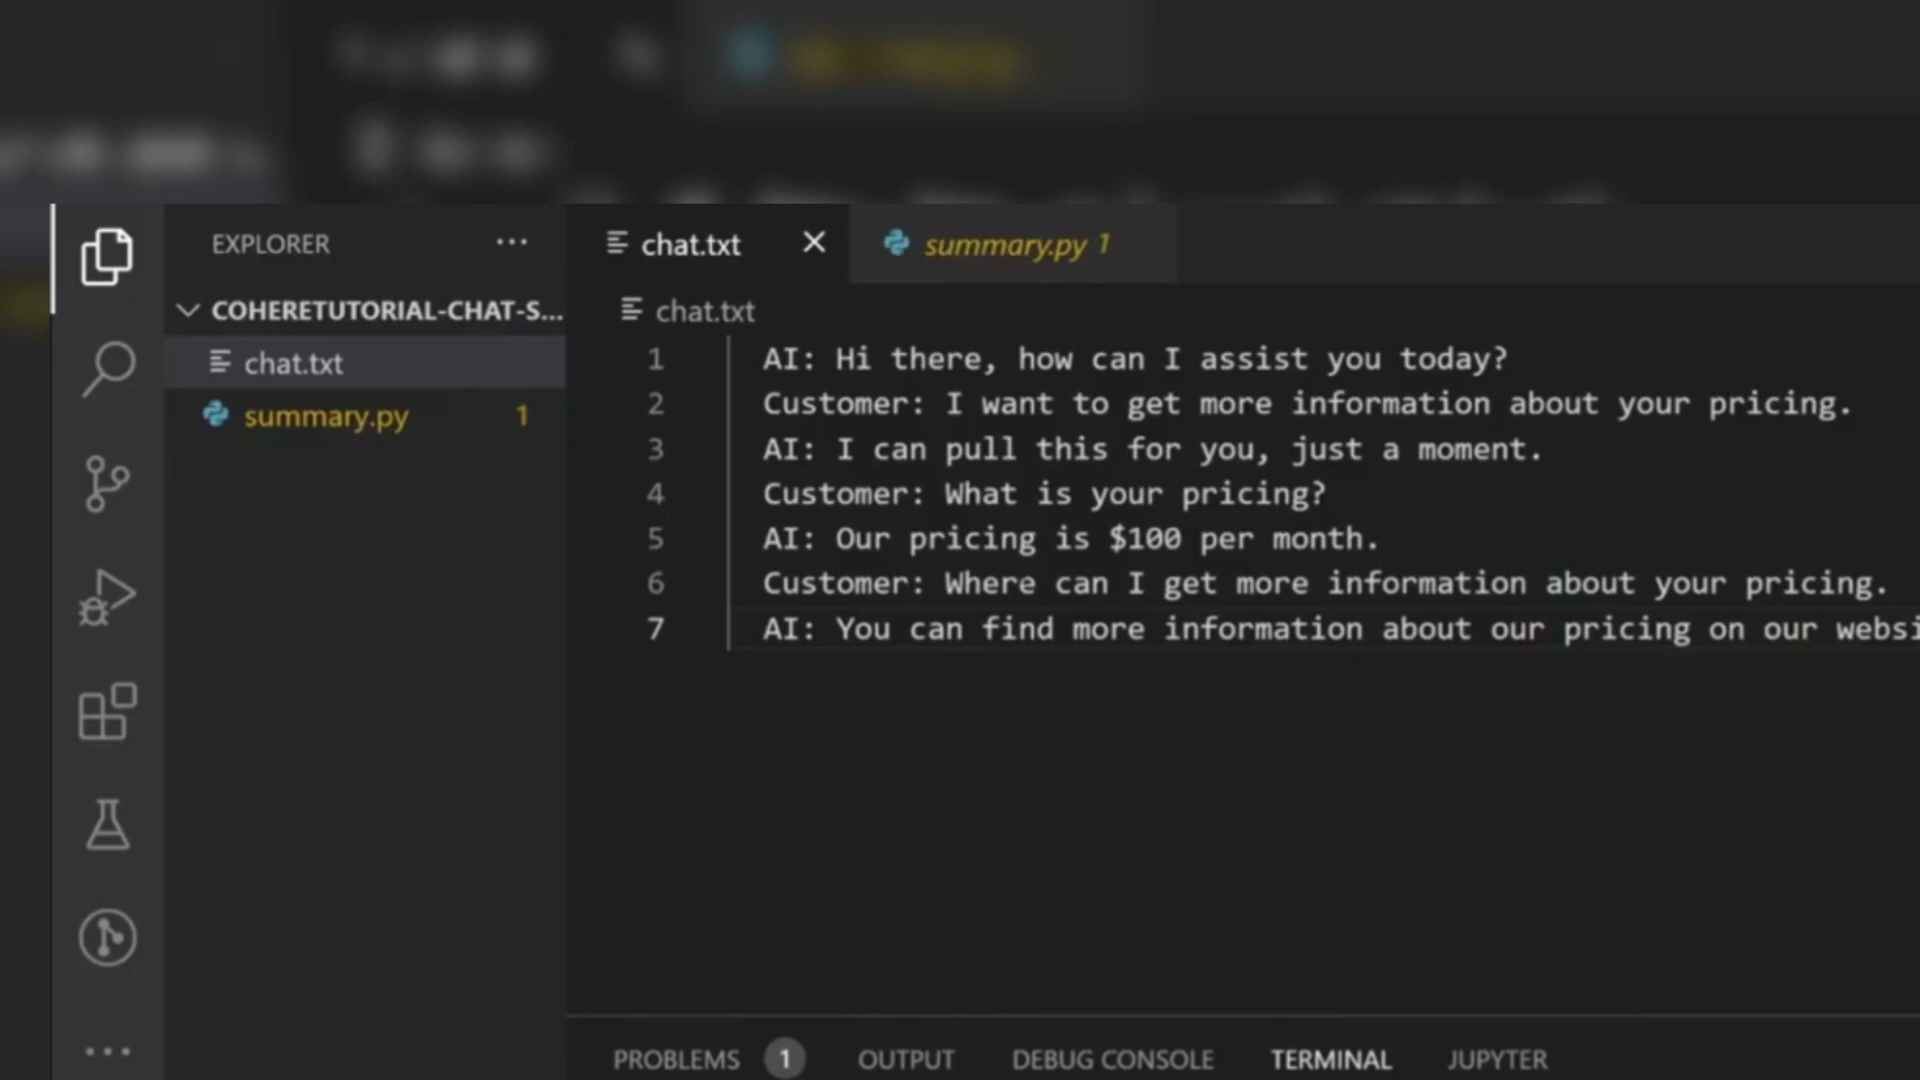 EXPLORER
COHERETUTORIAL-CHAT-S...
chat.txt
summary.py 1
chat.txt
summary.py 1
chat.txt
1 AI: Hi there, how can I assist you today?
2 Customer: I want to get more information about your pricing.
3 AI: I can pull this for you, just a moment.
4 Customer: What is your pricing?
5 AI: Our pricing is $100 per month.
6 Customer: Where can I get more information about your pricing.
7 AI: You can find more information about our pricing on our websi
PROBLEMS 1 OUTPUT DEBUG CONSOLE TERMINAL JUPYTER